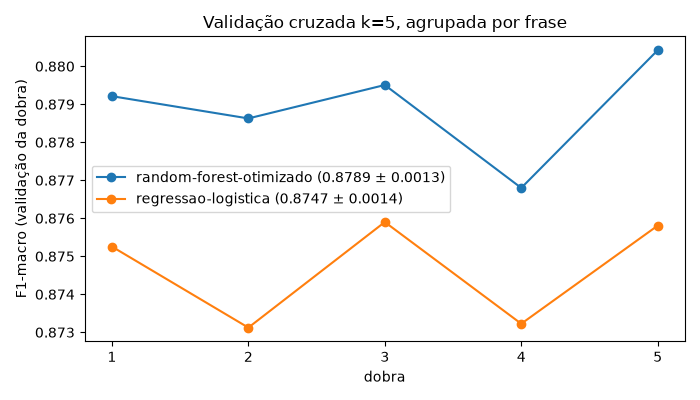 Validação cruzada k=5, agrupada por frase
F1-macro (validação da dobra)
0.880
0.879
0.878
0.877
0.876
0.875
0.874
0.873
random-forest-otimizado (0.8789 ± 0.0013)
regressao-logistica (0.8747 ± 0.0014)
1 2 3 4 5
dobra